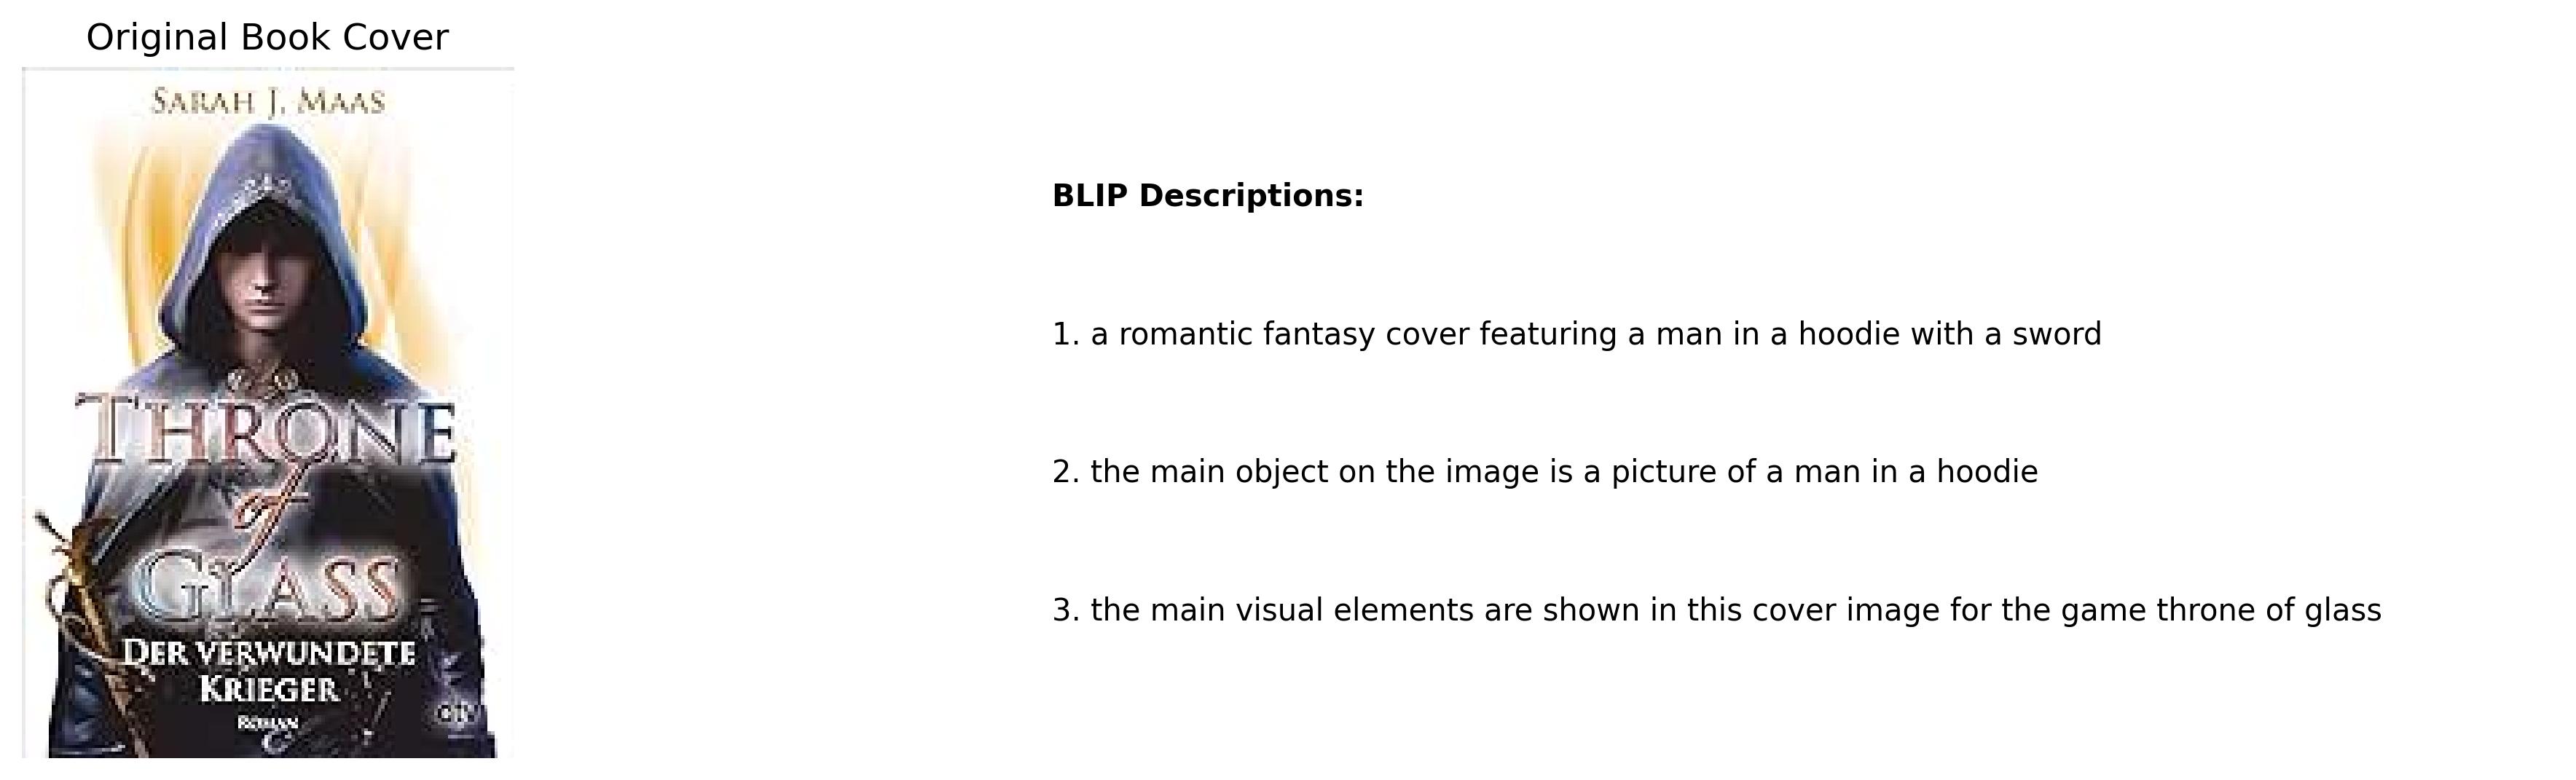 Original Book Cover
SARAH J. MAAS
THRONE
of
GLASS
DER VERWUNDETE
KRIEGER
ROMAN
BLIP Descriptions:
1. a romantic fantasy cover featuring a man in a hoodie with a sword
2. the main object on the image is a picture of a man in a hoodie
3. the main visual elements are shown in this cover image for the game throne of glass